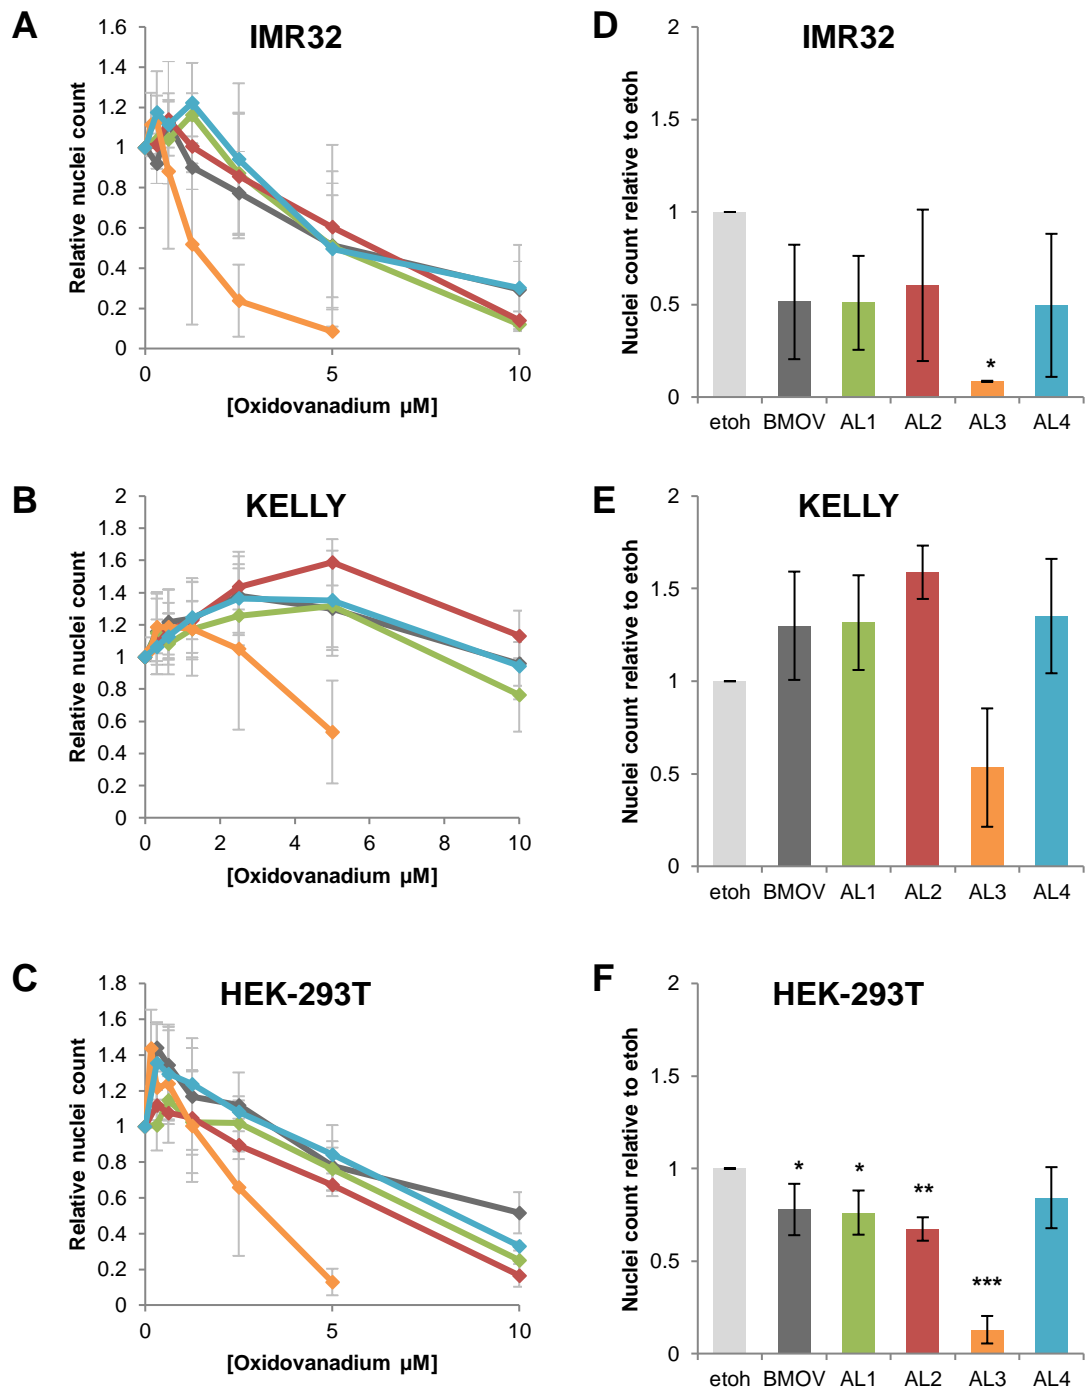 A
IMR32
Relative nuclei count
1.6
1.4
1.2
1
0.8
0.6
0.4
0.2
0
0 5 10
[Oxidovanadium µM]
D
IMR32
Nuclei count relative to etoh
2
1.5
1
0.5
0
*
etoh BMOV AL1 AL2 AL3 AL4
B
KELLY
Relative nuclei count
2
1.8
1.6
1.4
1.2
1
0.8
0.6
0.4
0.2
0
0 2 4 6 8 10
[Oxidovanadium µM]
E
KELLY
Nuclei count relative to etoh
2
1.5
1
0.5
0
etoh BMOV AL1 AL2 AL3 AL4
C
HEK-293T
Relative nuclei count
1.8
1.6
1.4
1.2
1
0.8
0.6
0.4
0.2
0
0 5 10
[Oxidovanadium µM]
F
HEK-293T
Nuclei count relative to etoh
2
1.5
1
0.5
0
* * ** ***
etoh BMOV AL1 AL2 AL3 AL4